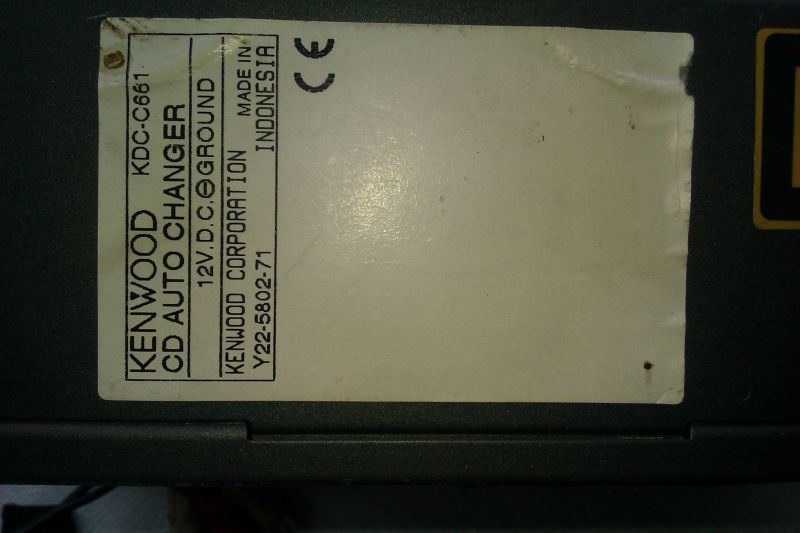 KENWOOD KDC-C661
CD AUTO CHANGER
12V.D.C.⊖GROUND
KENWOOD CORPORATION MADE IN
Y22-5802-71 INDONESIA
CE